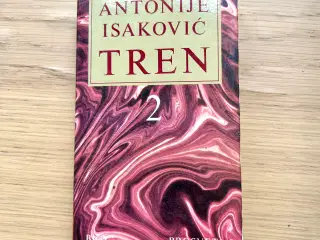 ANTONIJE
ISAKOVIĆ
TREN
2